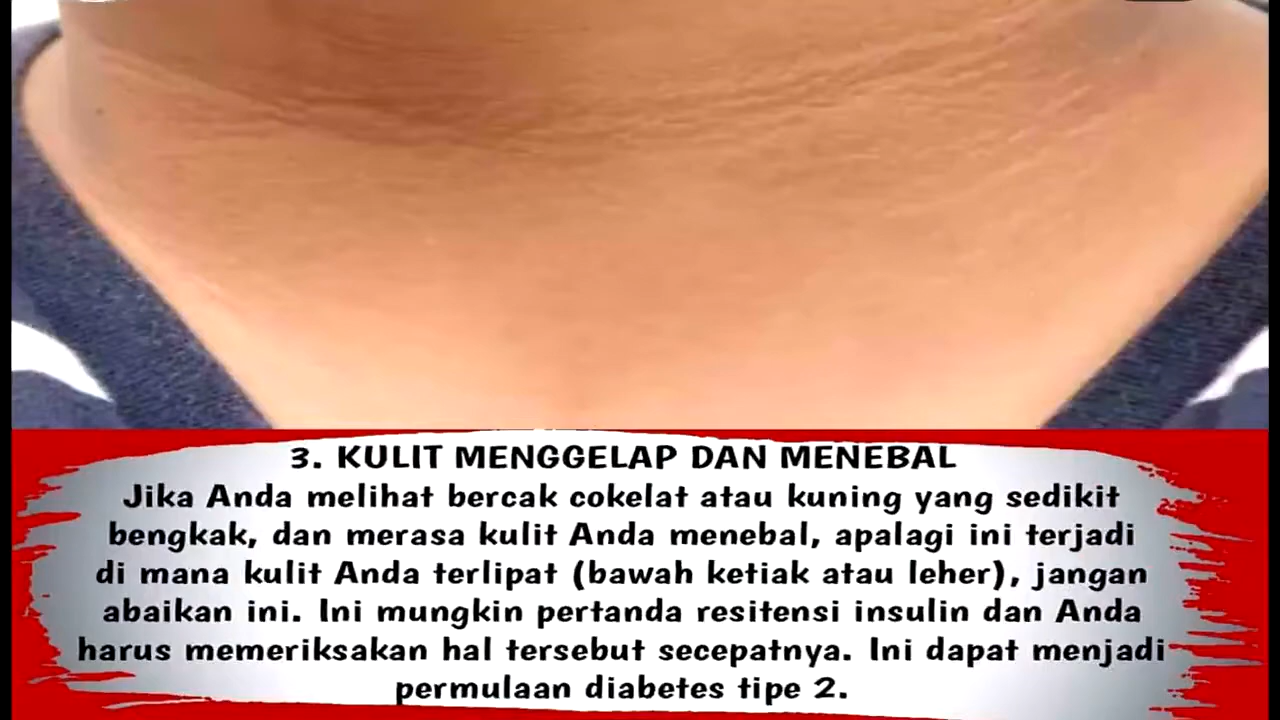 3. KULIT MENGGELAP DAN MENEBAL
Jika Anda melihat bercak cokelat atau kuning yang sedikit
bengkak, dan merasa kulit Anda menebal, apalagi ini terjadi
di mana kulit Anda terlipat (bawah ketiak atau leher), jangan
abaikan ini. Ini mungkin pertanda resitensi insulin dan Anda
harus memeriksakan hal tersebut secepatnya. Ini dapat menjadi
permulaan diabetes tipe 2.